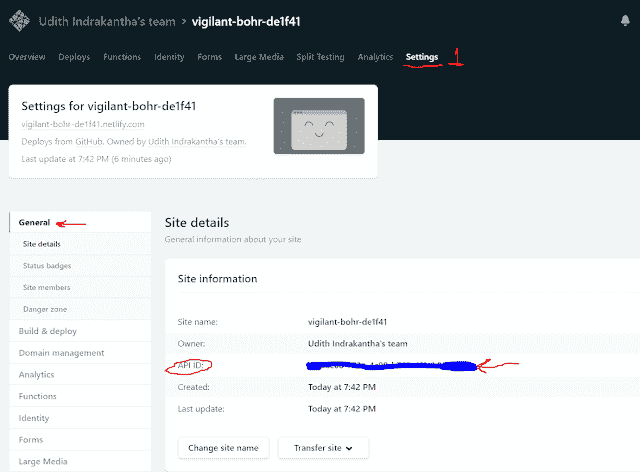 Udith Indrakantha's team > vigilant-bohr-de1f41
Overview Deploys Functions Identity Forms Large Media Split Testing Analytics Settings 1
Settings for vigilant-bohr-de1f41
vigilant-bohr-de1f41.netlify.com
Deploys from GitHub. Owned by Udith Indrakantha's team.
Last update at 7:42 PM (6 minutes ago)
General
Site details
Status badges
Site members
Danger zone
Build & deploy
Domain management
Analytics
Functions
Identity
Forms
Large Media
Site details
General information about your site
Site information
Site name: vigilant-bohr-de1f41
Owner: Udith Indrakantha's team
API ID:
Created: Today at 7:42 PM
Last update: Today at 7:42 PM
Change site name Transfer site